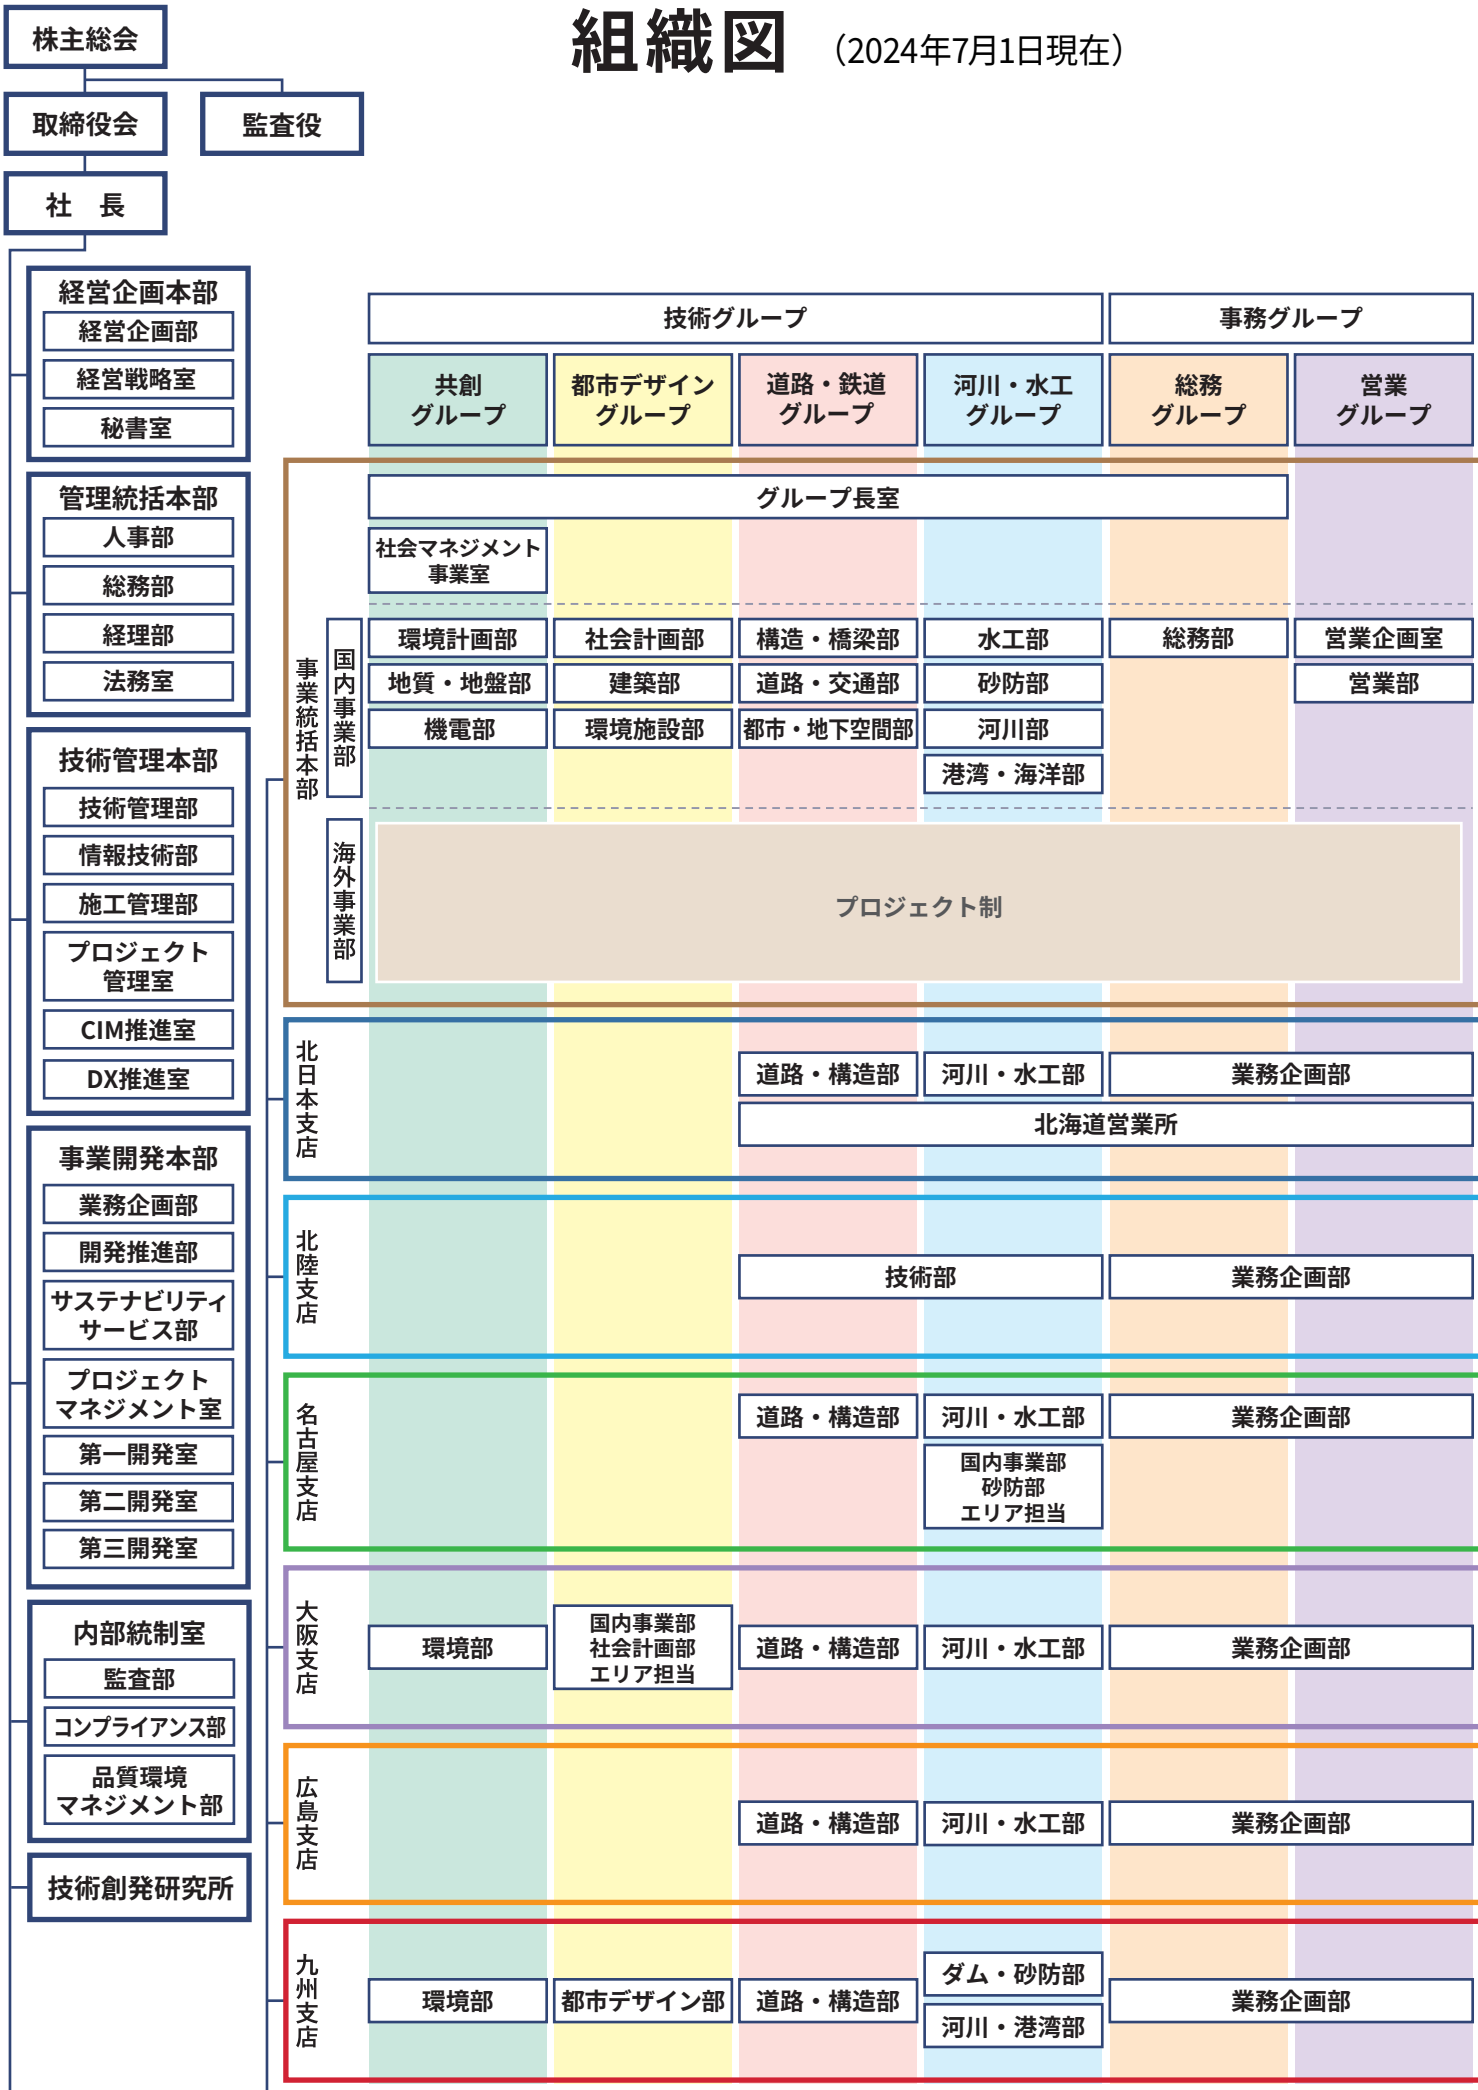 組織図 （2024年7月1日現在）
株主総会
取締役会
監査役
社　長
経営企画本部
経営企画部
経営戦略室
秘書室
管理統括本部
人事部
総務部
経理部
法務室
技術管理本部
技術管理部
情報技術部
施工管理部
プロジェクト
管理室
CIM推進室
DX推進室
事業開発本部
業務企画部
開発推進部
サステナビリティ
サービス部
プロジェクト
マネジメント室
第一開発室
第二開発室
第三開発室
内部統制室
監査部
コンプライアンス部
品質環境
マネジメント部
技術創発研究所
技術グループ
事務グループ
共創
グループ
都市デザイン
グループ
道路・鉄道
グループ
河川・水工
グループ
総務
グループ
営業
グループ
事業統括本部
グループ長室
社会マネジメント
事業室
国内事業部
環境計画部
社会計画部
構造・橋梁部
水工部
総務部
営業企画室
地質・地盤部
建築部
道路・交通部
砂防部
営業部
機電部
環境施設部
都市・地下空間部
河川部
港湾・海洋部
海外事業部
プロジェクト制
北日本支店
道路・構造部
河川・水工部
業務企画部
北海道営業所
北陸支店
技術部
業務企画部
名古屋支店
道路・構造部
河川・水工部
業務企画部
国内事業部
砂防部
エリア担当
大阪支店
環境部
国内事業部
社会計画部
エリア担当
道路・構造部
河川・水工部
業務企画部
広島支店
道路・構造部
河川・水工部
業務企画部
九州支店
環境部
都市デザイン部
道路・構造部
ダム・砂防部
河川・港湾部
業務企画部